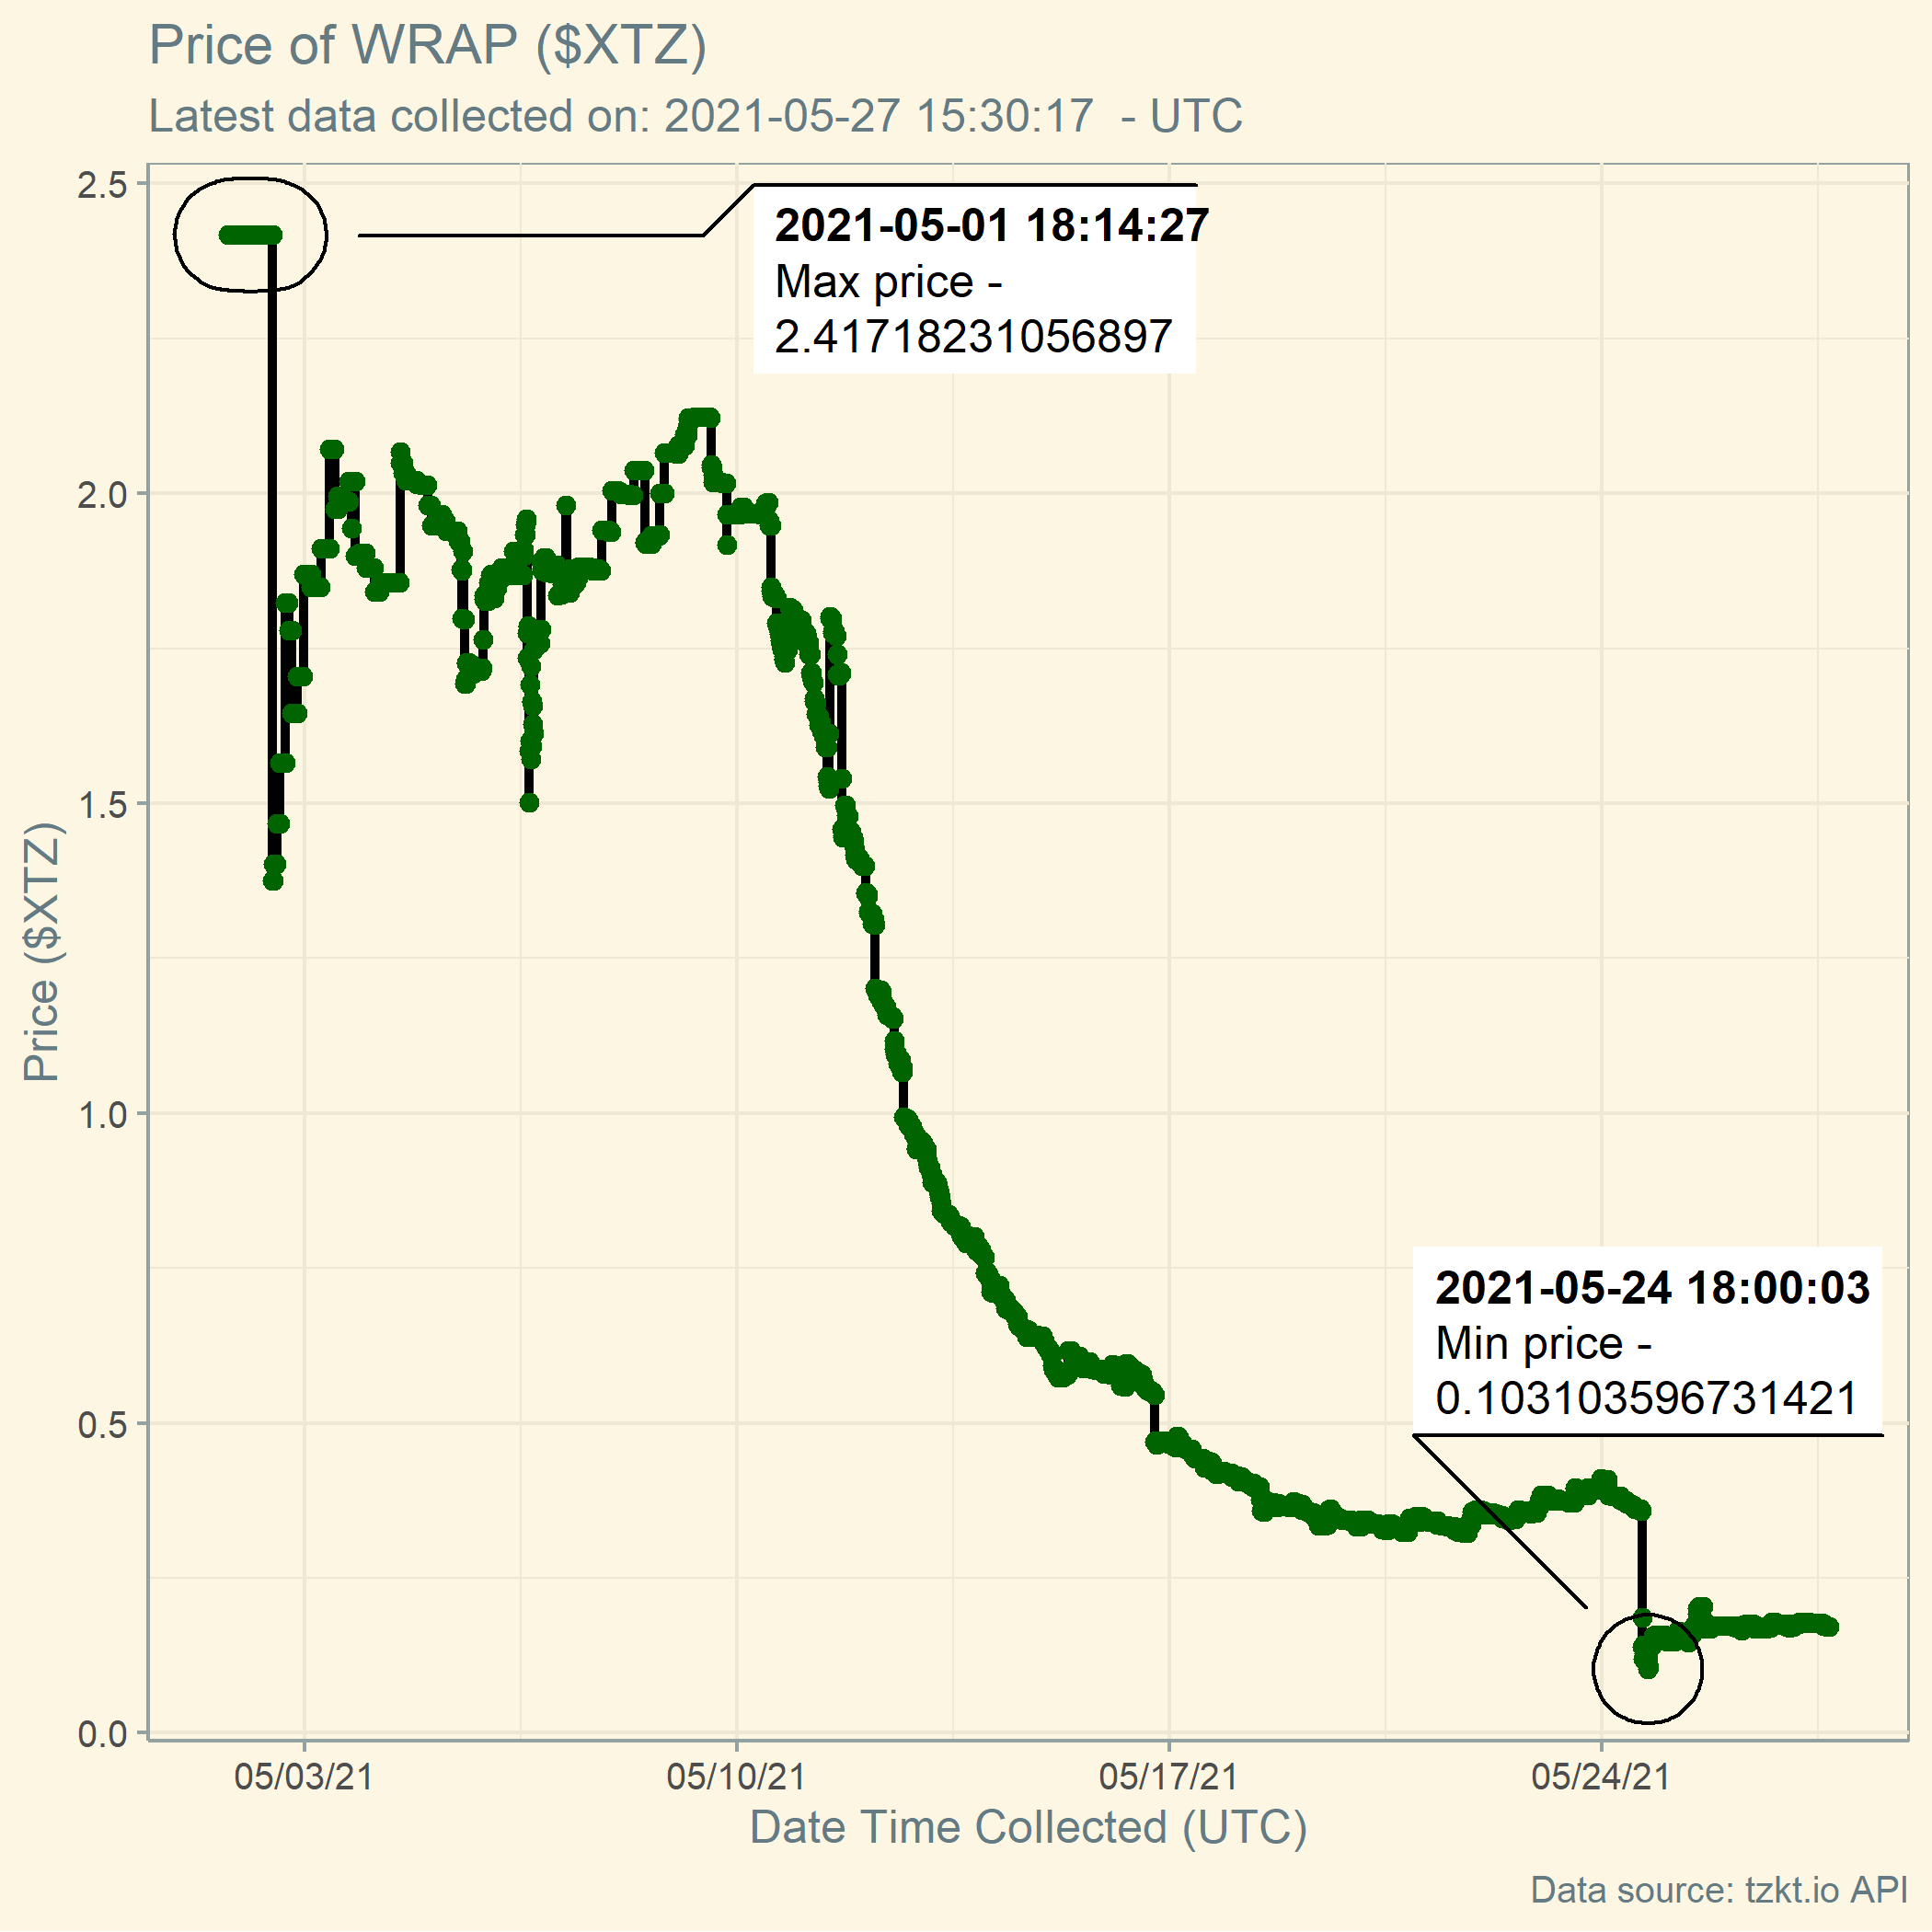 Price of WRAP ($XTZ)
Latest data collected on: 2021-05-27 15:30:17  - UTC
2.5
2021-05-01 18:14:27
Max price -
2.41718231056897
2.0
1.5
Price ($XTZ)
1.0
2021-05-24 18:00:03
Min price -
0.103103596731421
0.5
0.0
05/03/21
05/10/21
05/17/21
05/24/21
Date Time Collected (UTC)
Data source: tzkt.io API